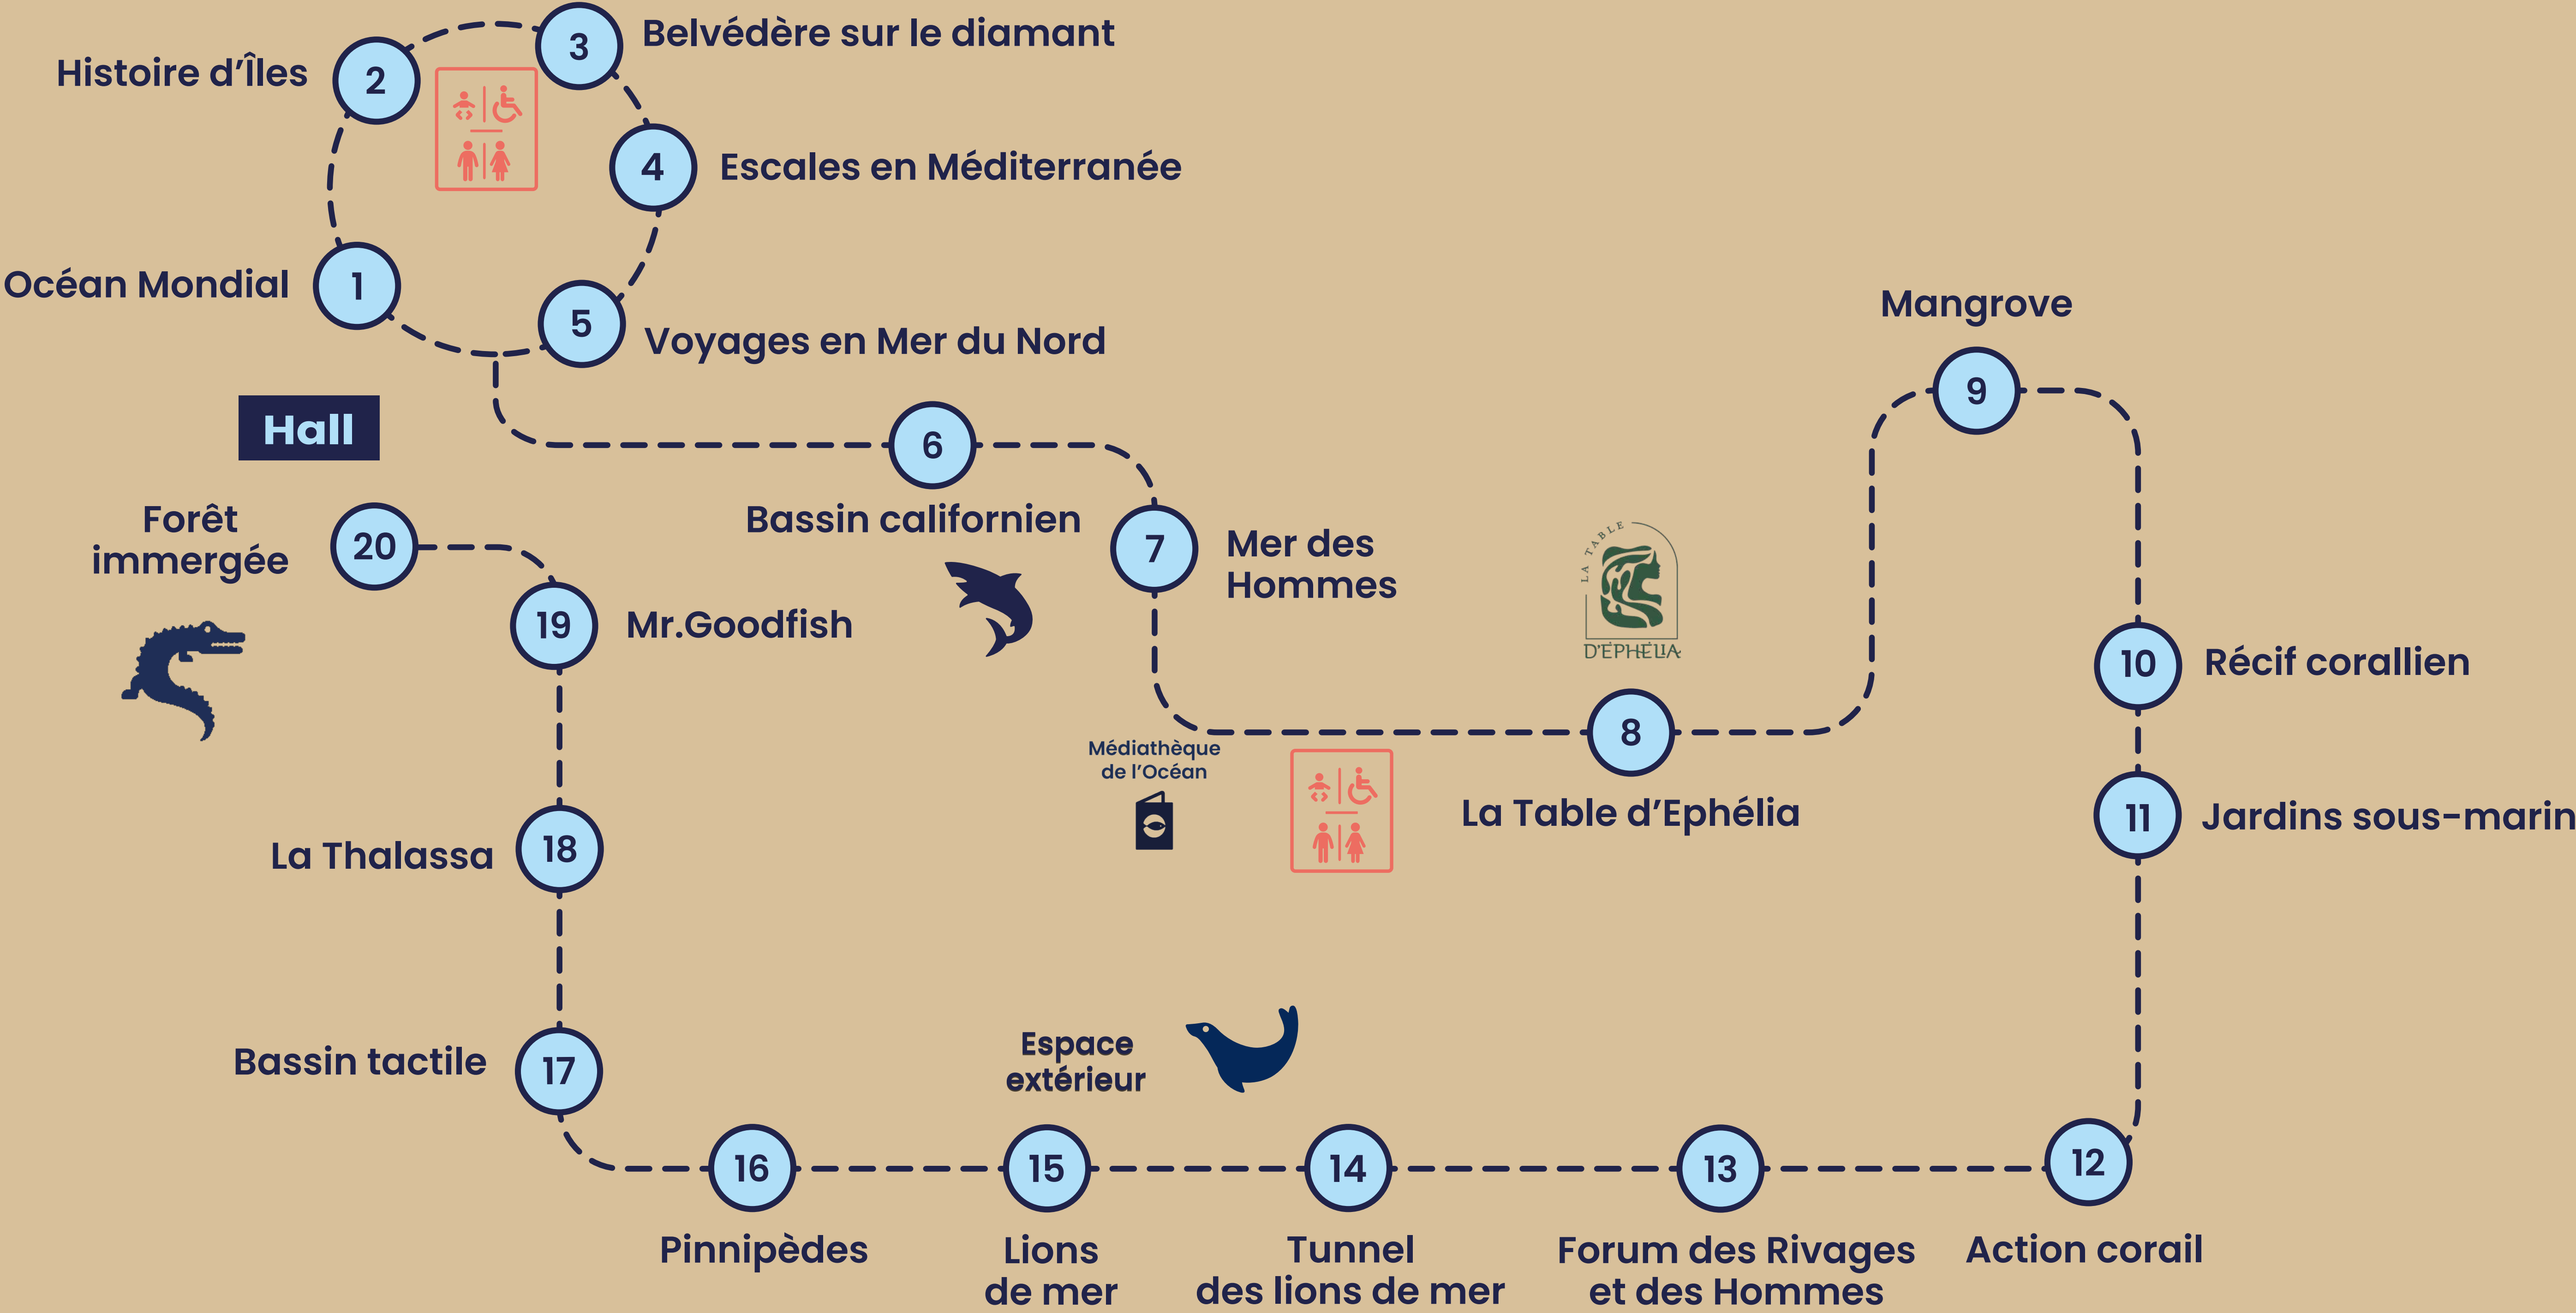 3
Belvédère sur le diamant
Histoire d'Îles
2
4
Escales en Méditerranée
Océan Mondial
1
5
Voyages en Mer du Nord
Mangrove
9
Hall
6
Bassin californien
Forêt
immergée
20
7
Mer des
Hommes
LA TABLE
D'EPHÉLIA
19
Mr.Goodfish
10
Récif corallien
8
La Table d'Ephélia
Médiathèque
de l'Océan
11
Jardins sous-marin
La Thalassa
18
Bassin tactile
17
Espace
extérieur
16
15
14
13
12
Pinnipèdes
Lions
de mer
Tunnel
des lions de mer
Forum des Rivages
et des Hommes
Action corail